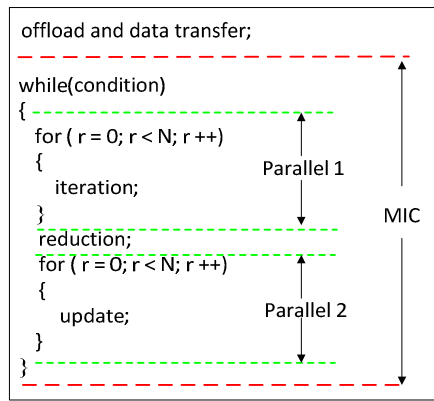 offload and data transfer;
while(condition)
{
for ( r = 0; r < N; r ++)
{
iteration;
}
reduction;
for ( r = 0; r < N; r ++)
{
update;
}
}
Parallel 1
MIC
Parallel 2